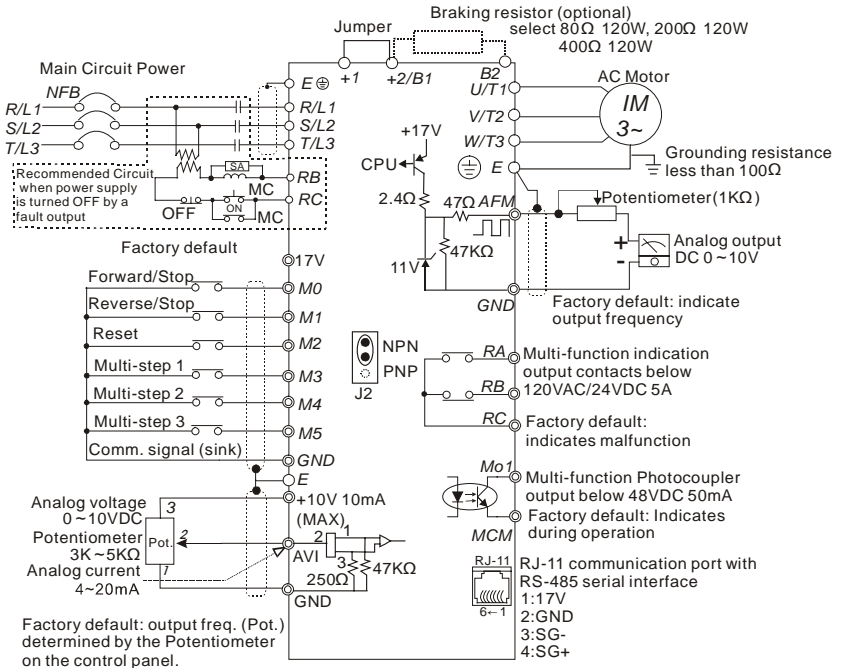 Braking resistor (optional)
select 80Ω 120W, 200Ω 120W
400Ω 120W
Jumper
Main Circuit Power
NFB
R/L1
S/L2
T/L3
E
R/L1
S/L2
T/L3
+1
+2/B1
B2
U/T1
V/T2
W/T3
E
AC Motor
IM
3~
Grounding resistance
less than 100Ω
Recommended Circuit
when power supply
is turned OFF by a
fault output
SA
MC
OFF
ON
MC
RB
RC
+17V
CPU
2.4Ω
47Ω
AFM
47KΩ
11V
GND
Potentiometer(1KΩ)
+
-
Analog output
DC 0~10V
Factory default: indicate
output frequency
Factory default
17V
Forward/Stop
M0
Reverse/Stop
M1
Reset
M2
Multi-step 1
M3
Multi-step 2
M4
Multi-step 3
M5
Comm. signal (sink)
GND
E
NPN
PNP
J2
RA
RB
RC
Multi-function indication
output contacts below
120VAC/24VDC 5A
Factory default:
indicates malfunction
Mo1
MCM
Multi-function Photocoupler
output below 48VDC 50mA
Factory default: Indicates
during operation
Analog voltage
0~10VDC
Potentiometer
3K~5KΩ
Analog current
4~20mA
3
Pot.
2
1
+10V 10mA
(MAX)
AVI
2
1
3
250Ω
47KΩ
GND
RJ-11
6←1
RJ-11 communication port with
RS-485 serial interface
1:17V
2:GND
3:SG-
4:SG+
Factory default: output freq. (Pot.)
determined by the Potentiometer
on the control panel.